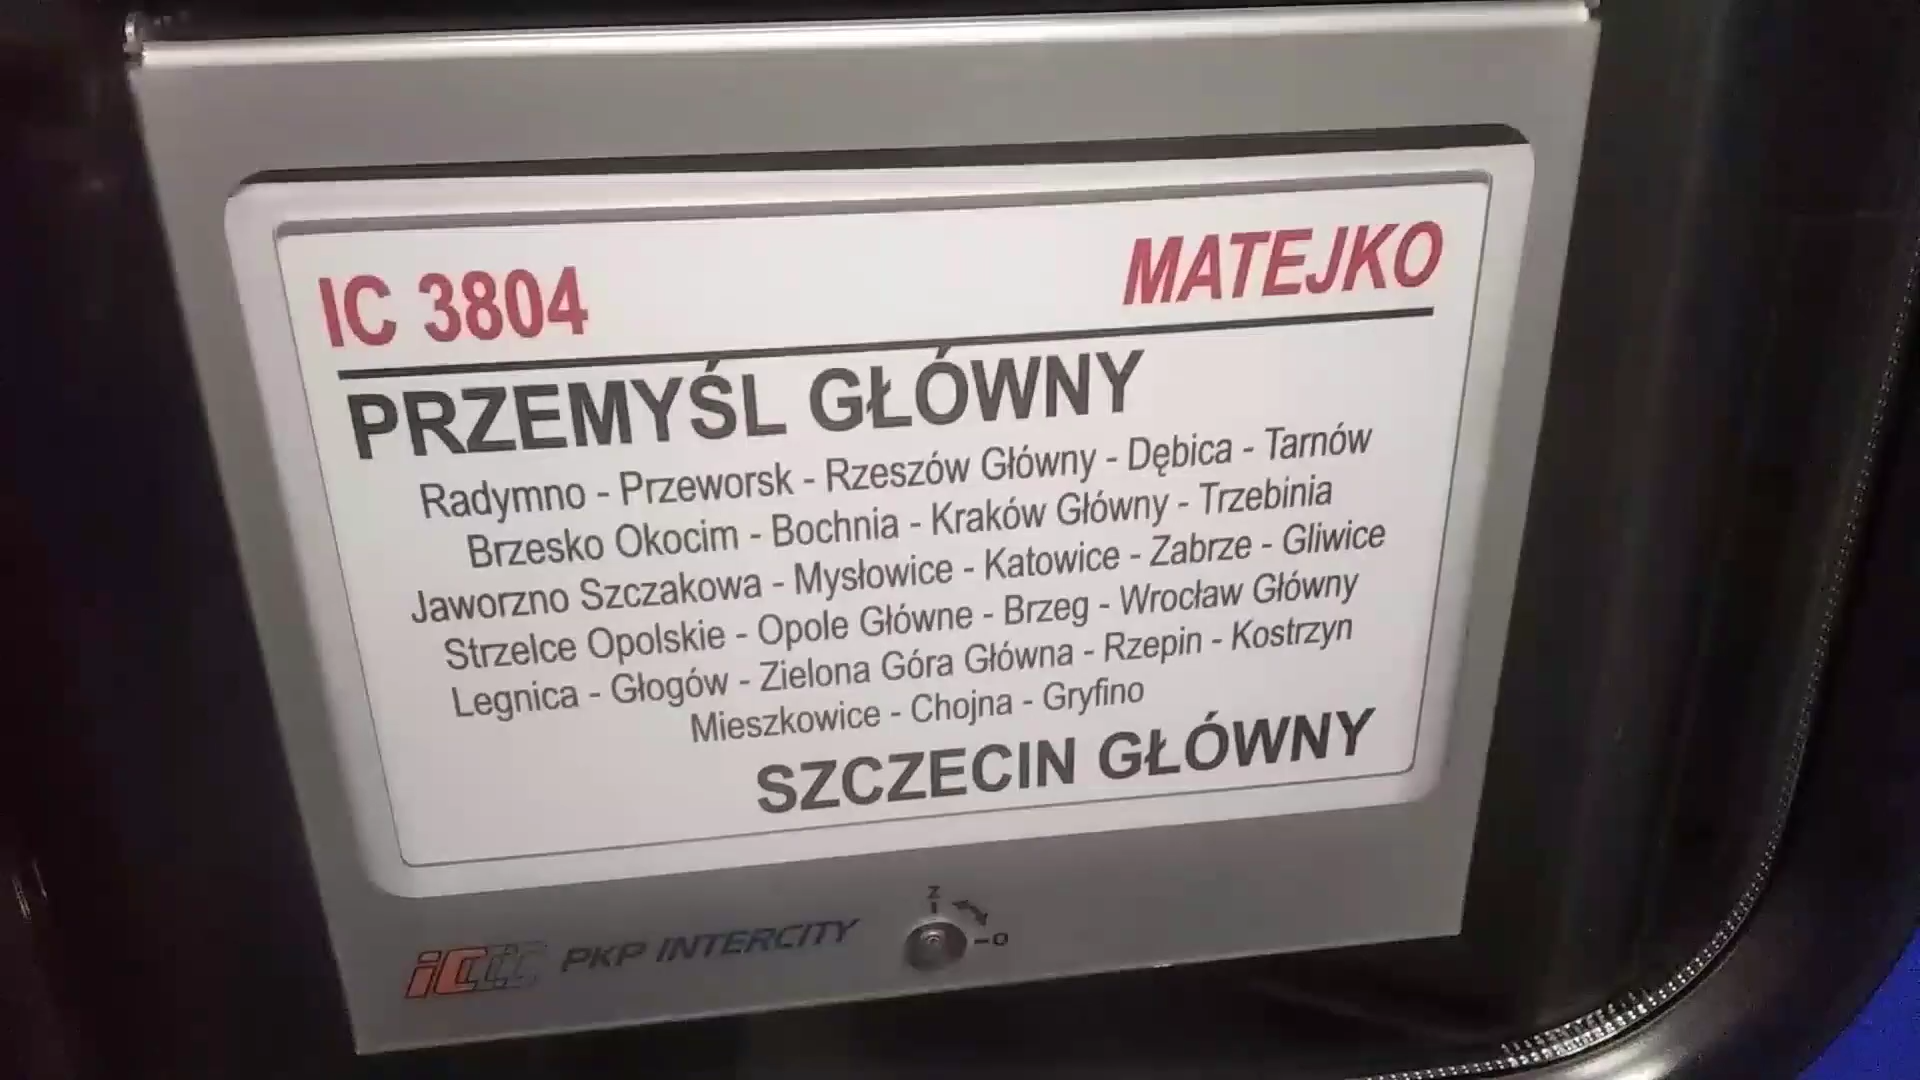 IC 3804 MATEJKO
PRZEMYŚL GŁÓWNY
Radymno - Przeworsk - Rzeszów Główny - Dębica - Tarnów
Brzesko Okocim - Bochnia - Kraków Główny - Trzebinia
Jaworzno Szczakowa - Mysłowice - Katowice - Zabrze - Gliwice
Strzelce Opolskie - Opole Główne - Brzeg - Wrocław Główny
Legnica - Głogów - Zielona Góra Główna - Rzepin - Kostrzyn
Mieszkowice - Chojna - Gryfino
SZCZECIN GŁÓWNY
Z
IC PKP INTERCITY
O